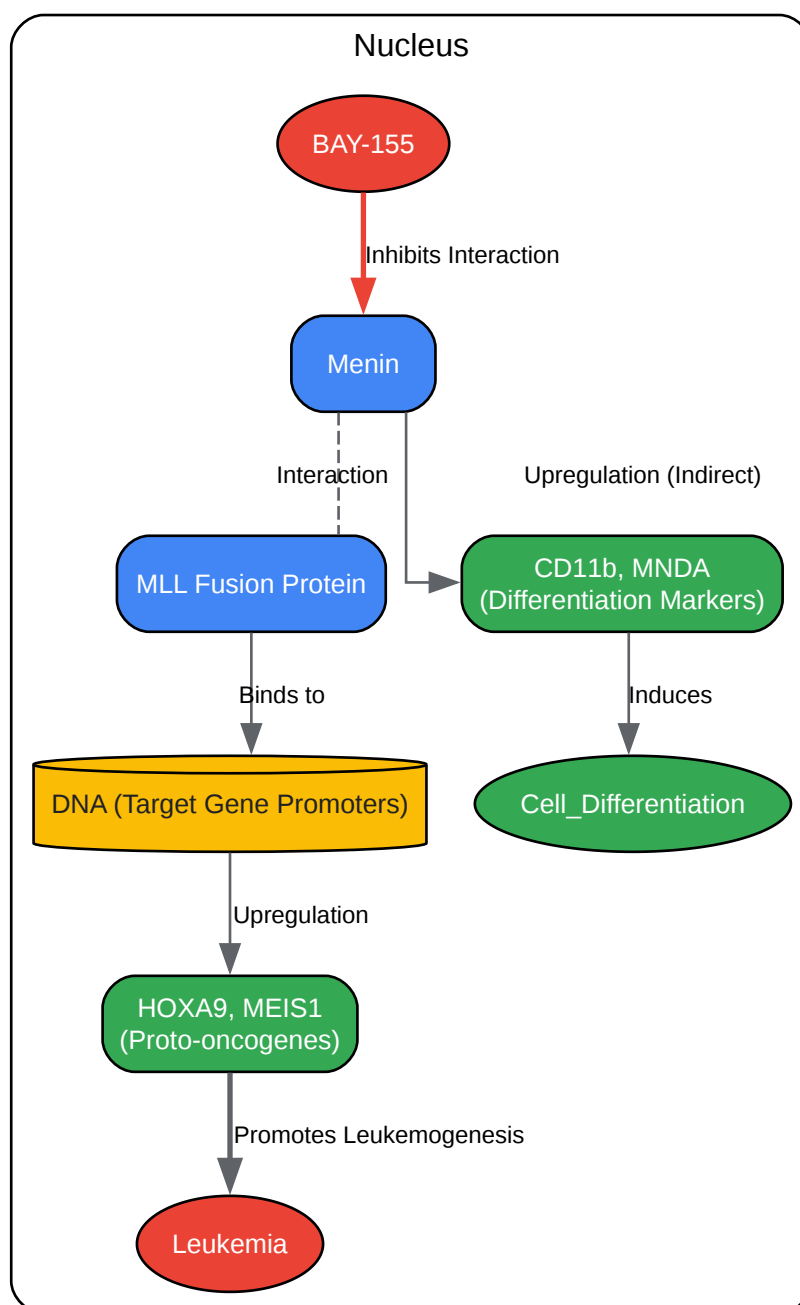 Nucleus
BAY-155
Inhibits Interaction
Menin
Interaction
Upregulation (Indirect)
MLL Fusion Protein
CD11b, MNDA
(Differentiation Markers)
Binds to
Induces
DNA (Target Gene Promoters)
Cell_Differentiation
Upregulation
HOXA9, MEIS1
(Proto-oncogenes)
Promotes Leukemogenesis
Leukemia